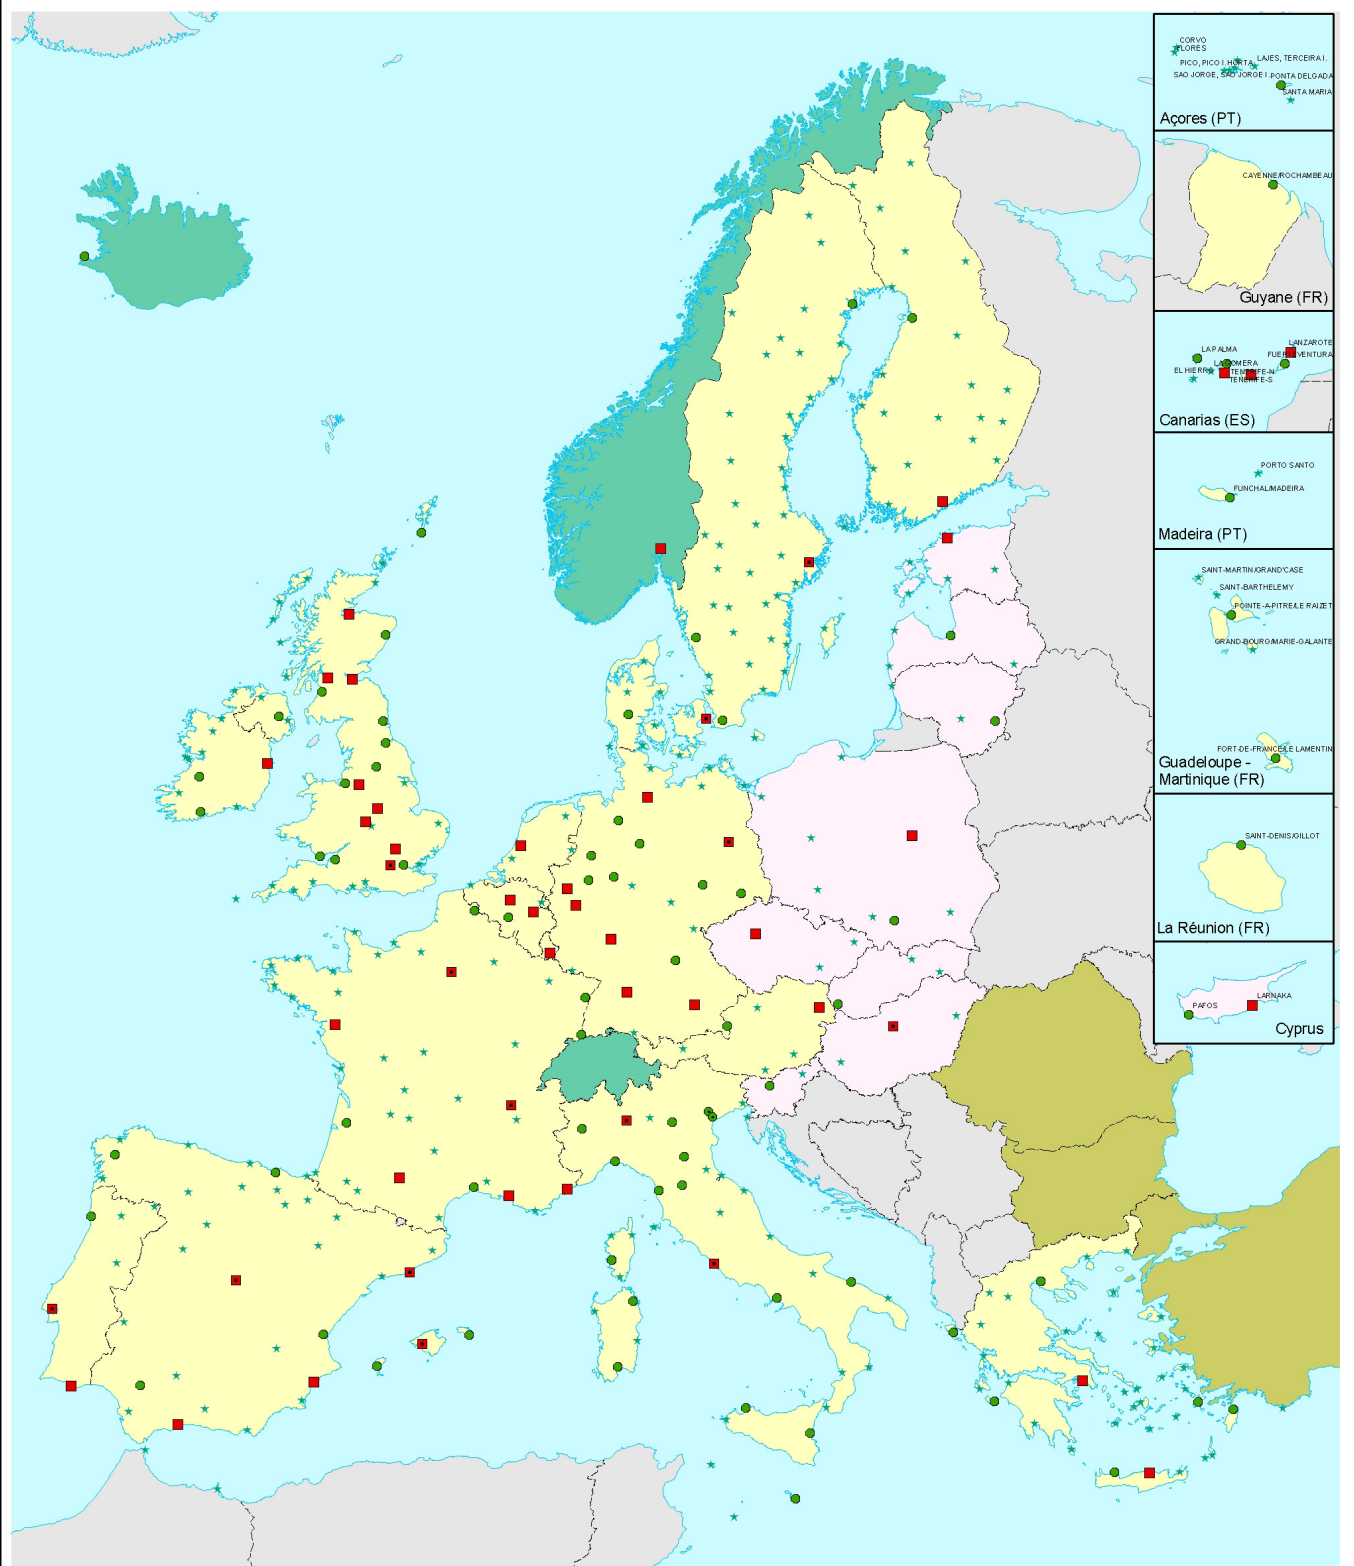 CORVO
FLORES
PICO, PICO I.
HORTA
LAJES, TERCEIRA I.
SAO JORGE, SAO JORGE I.
PONTA DELGADA
SANTA MARIA
Açores (PT)
CAYENNE/ROCHAMBEAU
Guyane (FR)
LANZAROTE
LA PALMA
FUERTEVENTURA
LA GOMERA
EL HIERRO
TENERIFE-N
TENERIFE-S
Canarias (ES)
PORTO SANTO
FUNCHAL/MADEIRA
Madeira (PT)
SAINT-MARTIN/GRAND'CASE
SAINT-BARTHELEMY
POINTE-A-PITRE/LE RAIZET
GRAND-BOURG/MARIE-GALANTE
FORT-DE-FRANCE/LE LAMENTIN
Guadeloupe -
Martinique (FR)
SAINT-DENIS/GILLOT
La Réunion (FR)
LARNAKA
PAFOS
Cyprus